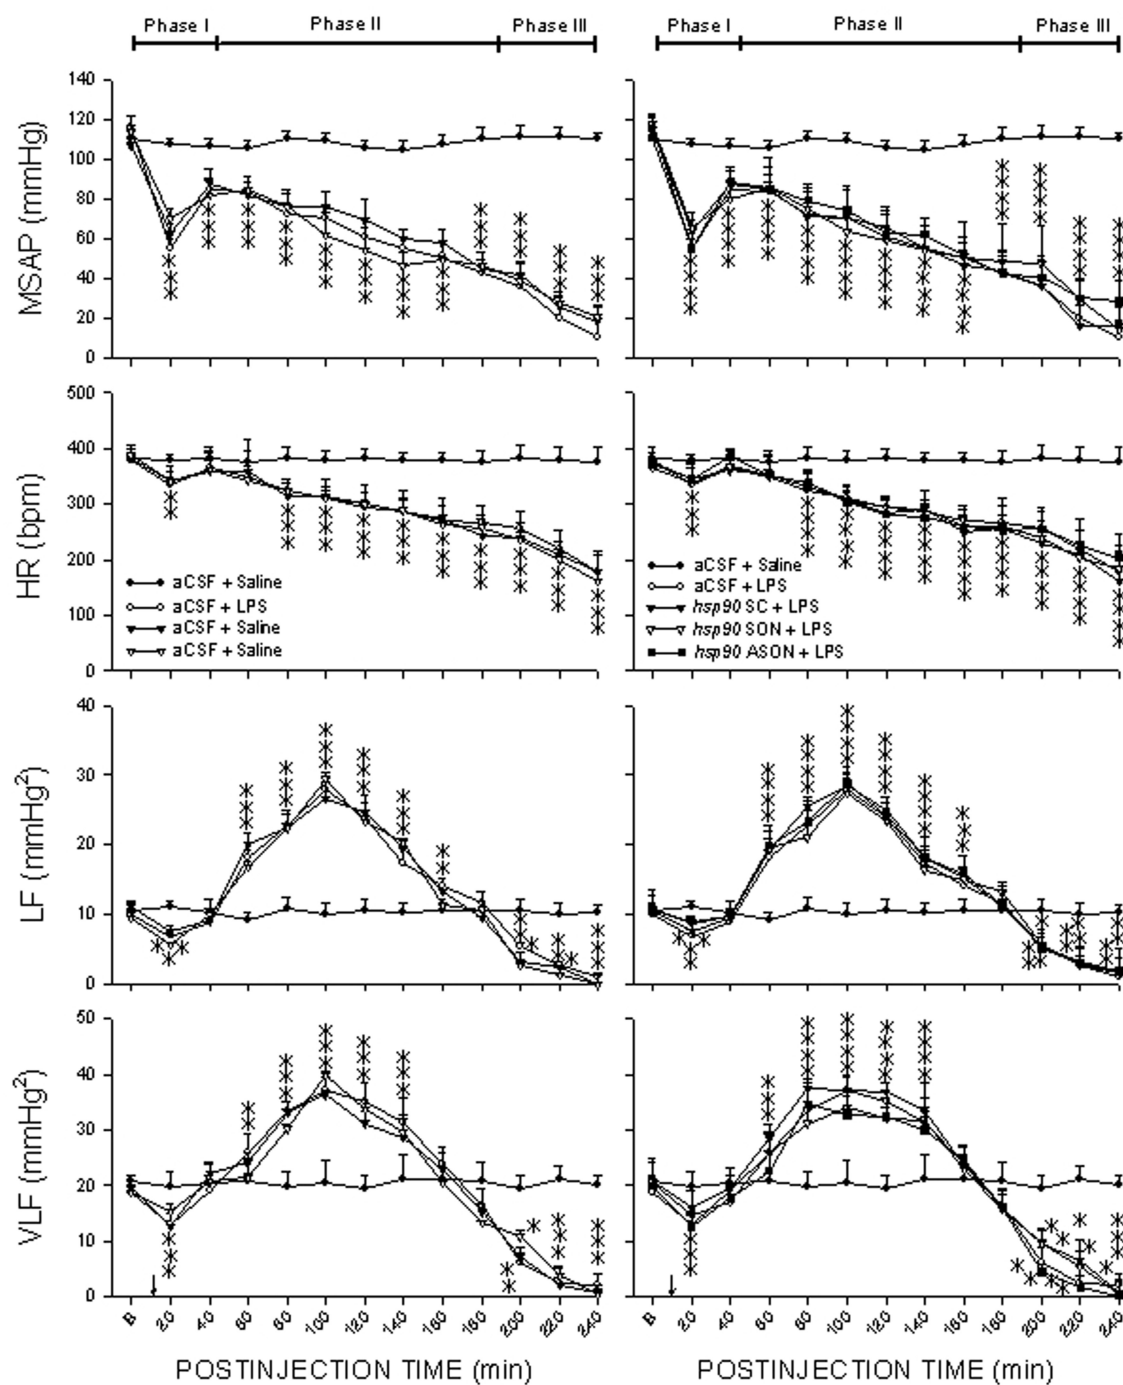 Phase I Phase II Phase III Phase I Phase II Phase III
MSAP (mmHg)
140
120
100
80
60
40
20
0
HR (bpm)
500
400
300
200
100
0
aCSF + Saline
aCSF + LPS
aCSF + Saline
aCSF + Saline
aCSF + Saline
aCSF + LPS
hsp90 SC + LPS
hsp90 SON + LPS
hsp90 ASON + LPS
LF (mmHg²)
40
30
20
10
0
VLF (mmHg²)
50
40
30
20
10
0
B 20 40 60 80 100 120 140 160 180 200 220 240 B 20 40 60 80 100 120 140 160 180 200 220 240
POSTINJECTION TIME (min) POSTINJECTION TIME (min)